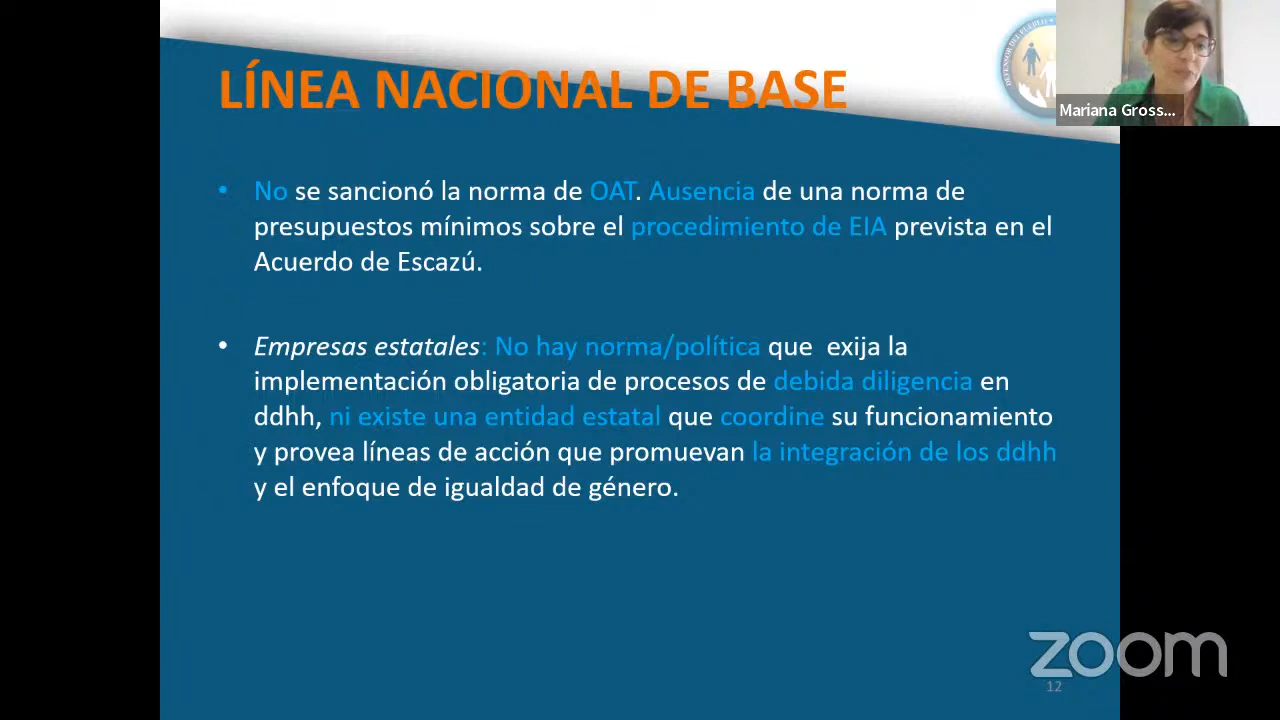 LÍNEA NACIONAL DE BASE
DEFENSOR DEL PUEBLO
Mariana Gross...
• No se sancionó la norma de OAT. Ausencia de una norma de
presupuestos mínimos sobre el procedimiento de EIA prevista en el
Acuerdo de Escazú.
• Empresas estatales: No hay norma/política que exija la
implementación obligatoria de procesos de debida diligencia en
ddhh, ni existe una entidad estatal que coordine su funcionamiento
y provea líneas de acción que promuevan la integración de los ddhh
y el enfoque de igualdad de género.
zoom
12